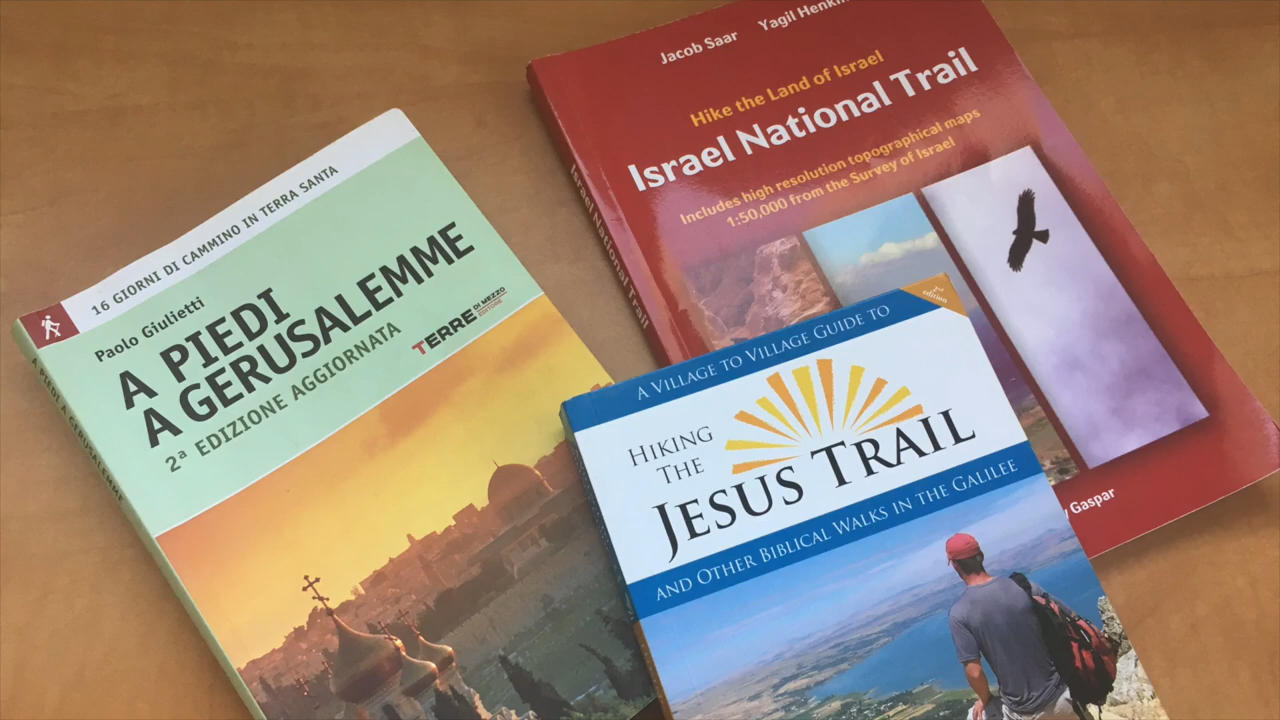 16 GIORNI DI CAMMINO IN TERRA SANTA
Paolo Giulietti
A PIEDI
A GERUSALEMME
2ª EDIZIONE AGGIORNATA
TERRE DI MEZZO
EDITORE
A PIEDI A GERUSALEMME
Jacob Saar Yagil
Hike the Land of Israel
Israel National Trail
Includes high resolution topographical maps
1:50,000 from the Survey of Israel
Israel National Trail
Gaspar
2nd
edition
A VILLAGE TO VILLAGE GUIDE TO
HIKING
THE
JESUS TRAIL
AND OTHER BIBLICAL WALKS IN THE GALILEE